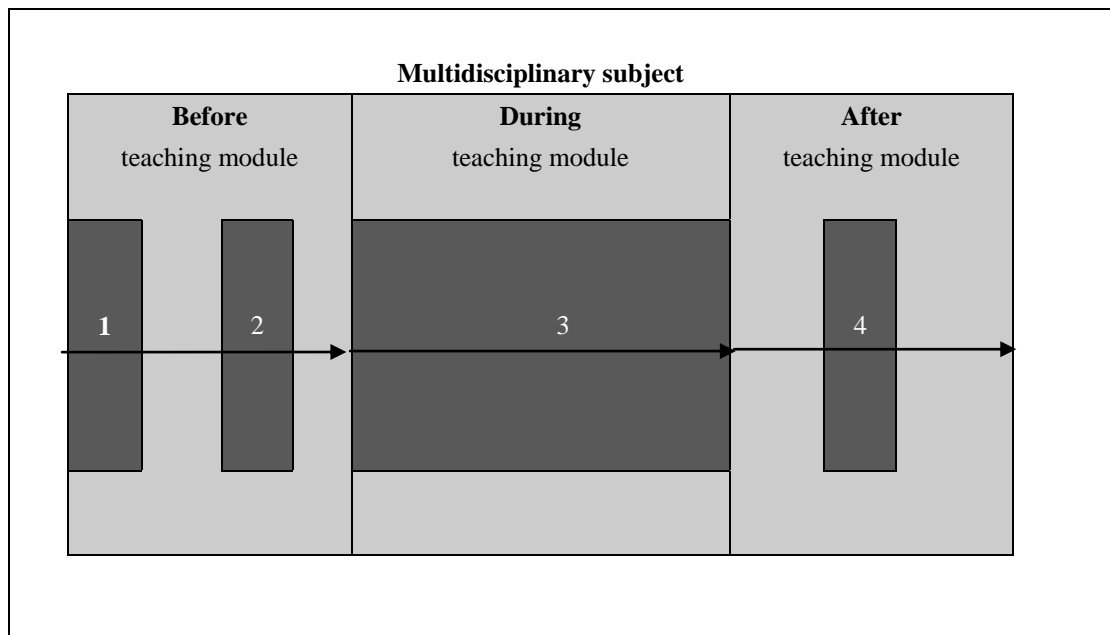 Multidisciplinary subject
Before
teaching module
During
teaching module
After
teaching module
1
2
3
4